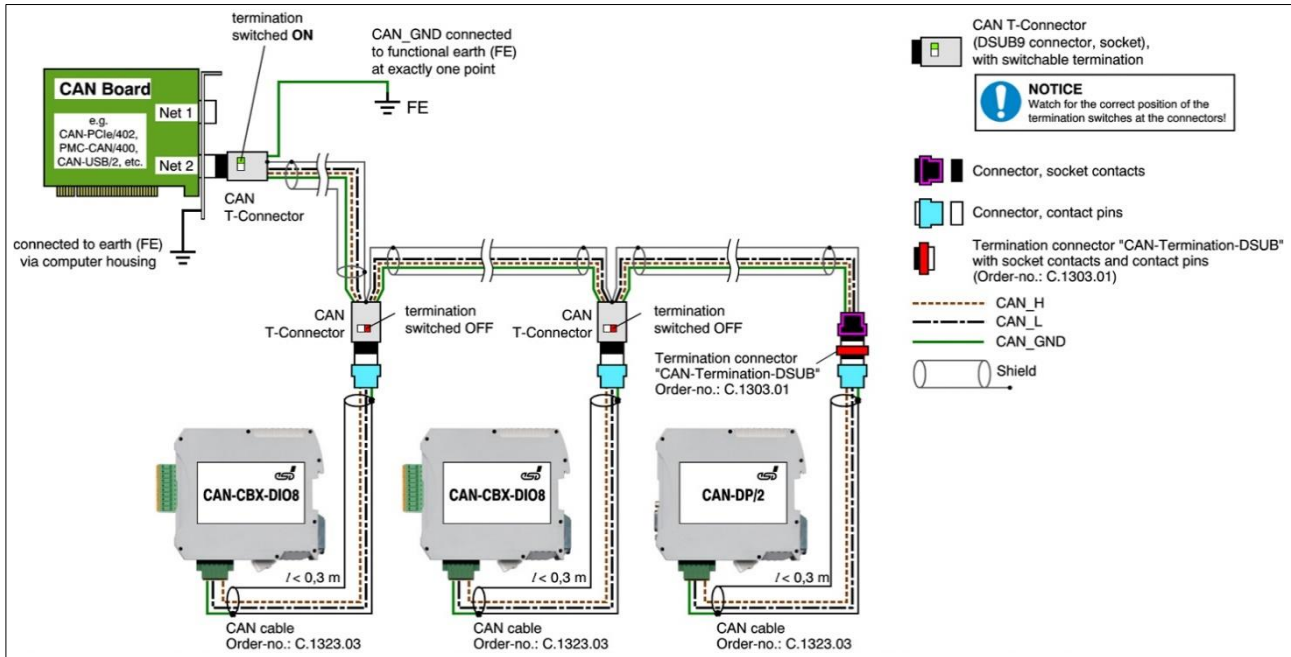 termination
switched ON
CAN_GND connected
to functional earth (FE)
at exactly one point
FE
CAN Board
e.g.
CAN-PCIe/402,
PMC-CAN/400,
CAN-USB/2, etc.
Net 1
Net 2
CAN
T-Connector
connected to earth (FE)
via computer housing
CAN
T-Connector
termination
switched OFF
CAN
T-Connector
termination
switched OFF
Termination connector
"CAN-Termination-DSUB"
Order-no.: C.1303.01
esd
CAN-CBX-DIO8
l < 0,3 m
CAN cable
Order-no.: C.1323.03
esd
CAN-CBX-DIO8
l < 0,3 m
CAN cable
Order-no.: C.1323.03
esd
CAN-DP/2
l < 0,3 m
CAN cable
Order-no.: C.1323.03
CAN T-Connector
(DSUB9 connector, socket),
with switchable termination
NOTICE
Watch for the correct position of the
termination switches at the connectors!
Connector, socket contacts
Connector, contact pins
Termination connector "CAN-Termination-DSUB"
with socket contacts and contact pins
(Order-no.: C.1303.01)
CAN_H
CAN_L
CAN_GND
Shield